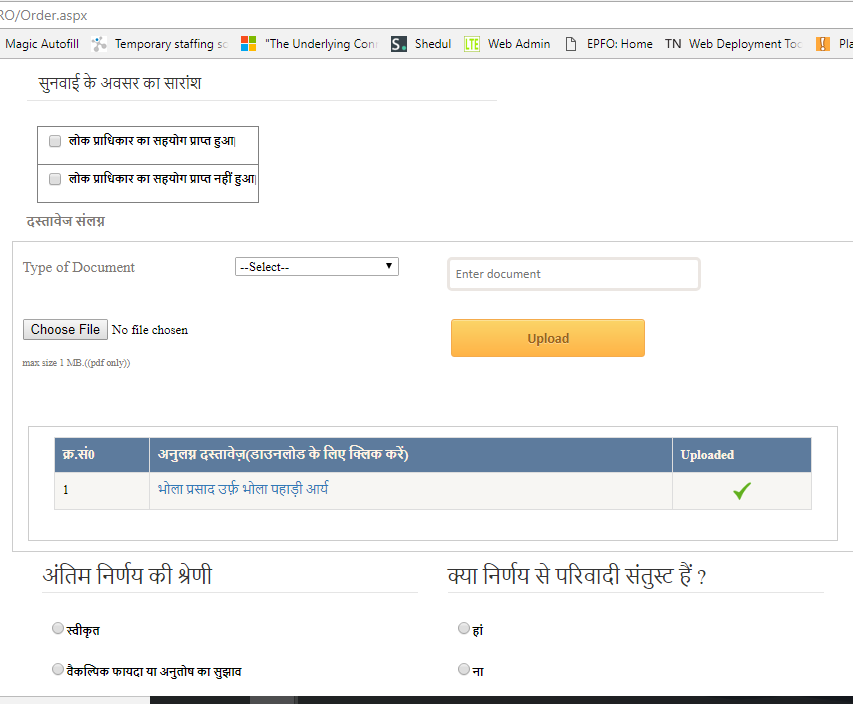 RO/Order.aspx
Magic Autofill Temporary staffing so "The Underlying Con Shedul Web Admin EPFO: Home TN Web Deployment Too Pla
सुनवाई के अवसर का सारांश
लोक प्राधिकार का सहयोग प्राप्त हुआ|
लोक प्राधिकार का सहयोग प्राप्त नहीं हुआ|
दस्तावेज संलग्न
Type of Document --Select-- Enter document
Choose File No file chosen Upload
max size 1 MB.((pdf only))
क्र.सं0 अनुलग्न दस्तावेज़(डाउनलोड के लिए क्लिक करें) Uploaded
1 भोला प्रसाद उर्फ़ भोला पहाड़ी आर्य
अंतिम निर्णय की श्रेणी क्या निर्णय से परिवादी संतुस्ट हैं ?
स्वीकृत हां
वैकल्पिक फायदा या अनुतोष का सुझाव ना